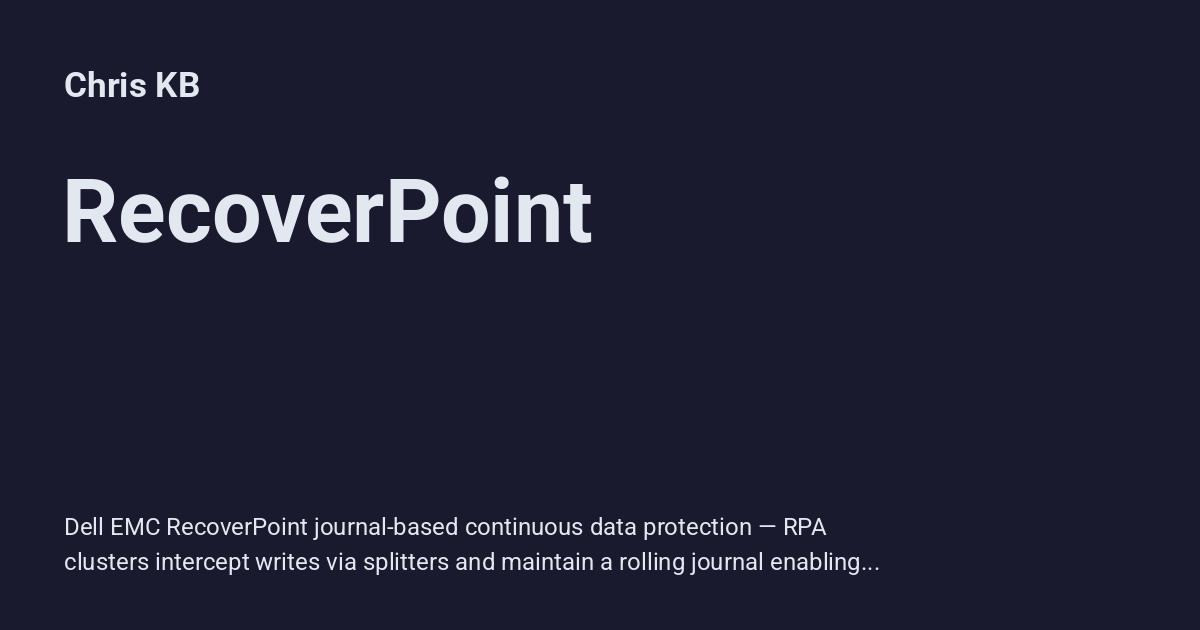 Chris KB
RecoverPoint
Dell EMC RecoverPoint journal-based continuous data protection — RPA
clusters intercept writes via splitters and maintain a rolling journal enabling...